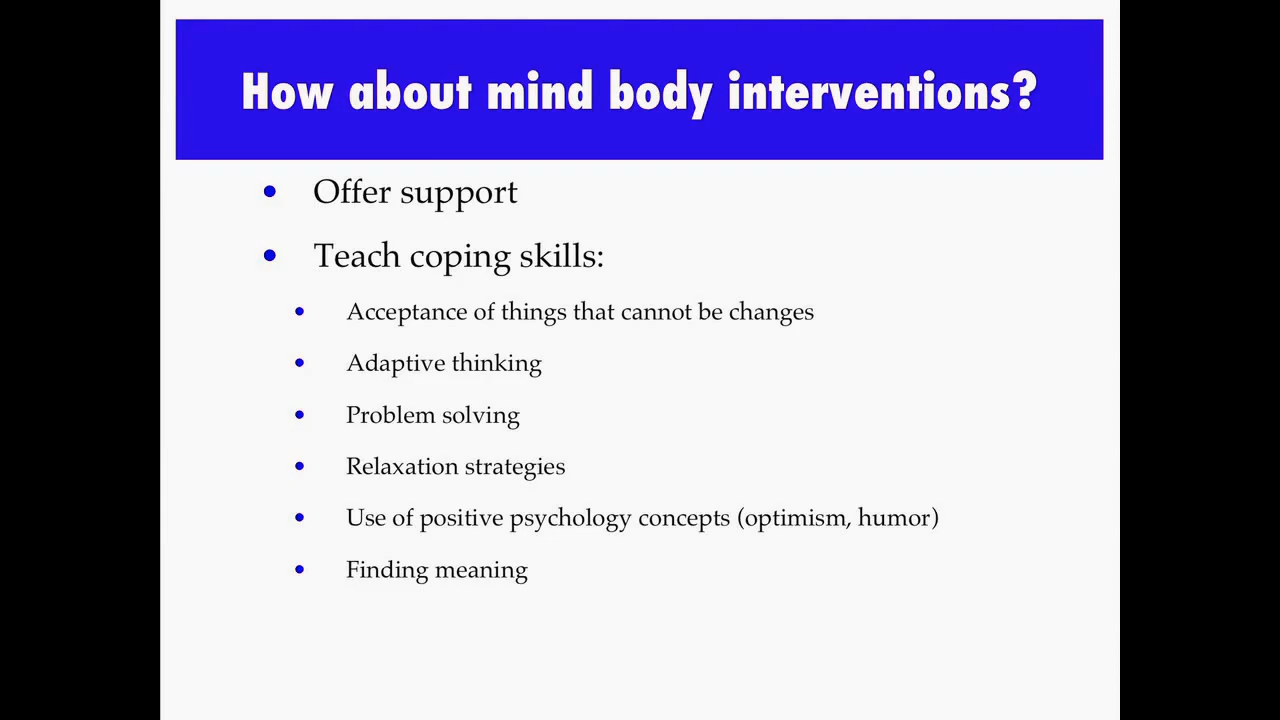 How about mind body interventions?
• Offer support
• Teach coping skills:
• Acceptance of things that cannot be changes
• Adaptive thinking
• Problem solving
• Relaxation strategies
• Use of positive psychology concepts (optimism, humor)
• Finding meaning